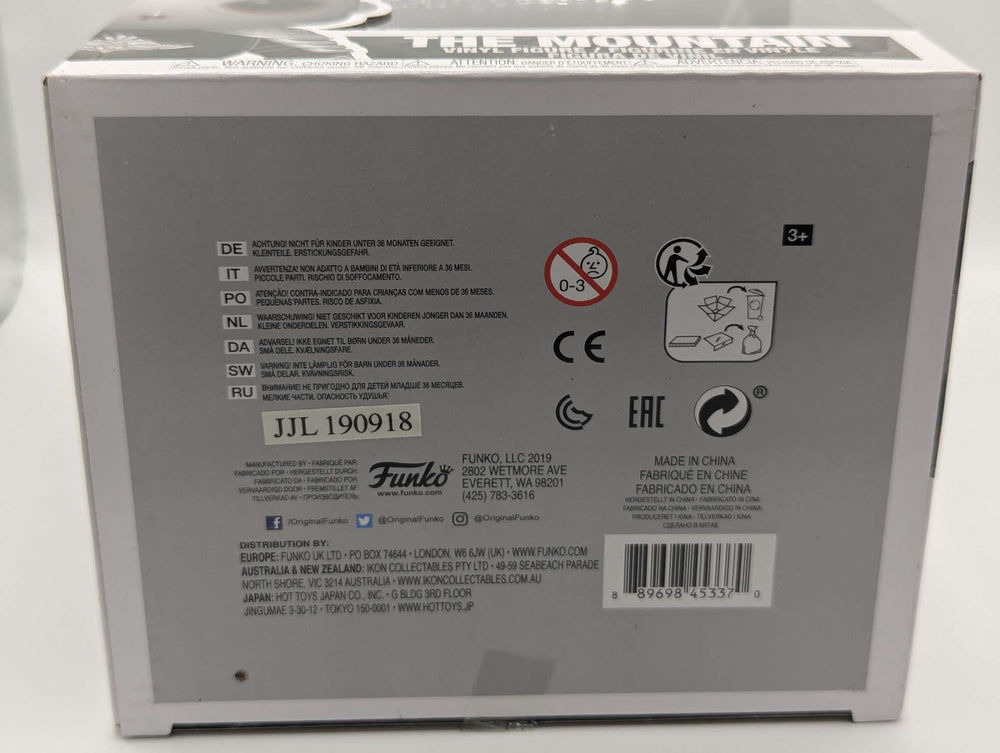 THE MOUNTAIN
VINYL FIGURE / FIGURINE EN VINYLE
FIGURA DE
WARNING: CHOKING HAZARD
ATTENTION: DANGER D'ÉTOUFFEMENT
ADVERTENCIA: PELIGRO DE ASFIXIA
3+
DE ACHTUNG! NICHT FÜR KINDER UNTER 36 MONATEN GEEIGNET.
KLEINTEILE. ERSTICKUNGSGEFAHR.
IT AVVERTENZA! NON ADATTO A BAMBINI DI ETÀ INFERIORE A 36 MESI.
PICCOLE PARTI. RISCHIO DI SOFFOCAMENTO.
PO ATENÇÃO! CONTRA-INDICADO PARA CRIANÇAS COM MENOS DE 36 MESES.
PEQUENAS PARTES. RISCO DE ASFIXIA.
NL WAARSCHUWING! NIET GESCHIKT VOOR KINDEREN JONGER DAN 36 MAANDEN.
KLEINE ONDERDELEN. VERSTIKKINGSGEVAAR.
DA ADVARSEL! IKKE EGNET TIL BØRN UNDER 36 MÅNEDER.
SMÅ DELE. KVÆLNINGSFARE.
SW VARNING! INTE LÄMPLIG FÖR BARN UNDER 36 MÅNADER.
SMÅ DELAR. KVÄVNINGSRISK.
RU ВНИМАНИЕ! НЕ ПРИГОДНО ДЛЯ ДЕТЕЙ МЛАДШЕ 36 МЕСЯЦЕВ.
МЕЛКИЕ ЧАСТИ. ОПАСНОСТЬ УДУШЬЯ!
0-3
CE
EAC
®
JJL 190918
MANUFACTURED BY • FABRIQUÉ PAR:
FABRICADO POR • HERGESTELLT DURCH:
FABBRICATO DA • FABRICADO POR:
VERVAARDIGD DOOR • FREMSTILLET AF
TILLVERKAD AV • ПРОИЗВОДИТЕЛЬ:
Funko
www.funko.com
FUNKO, LLC 2019
2802 WETMORE AVE
EVERETT, WA 98201
(425) 783-3616
MADE IN CHINA
FABRIQUÉ EN CHINE
FABRICADO EN CHINA
HERGESTELLT IN CHINA • FABBRICATO IN CINA
FABRICADO NA CHINA • VERVAARDIGD IN CHINA
PRODUCERET I KINA • TILLVERKAD I KINA
СДЕЛАНО В КИТАЕ
/OriginalFunko @OriginalFunko @OriginalFunko
DISTRIBUTION BY:
EUROPE: FUNKO UK LTD • PO BOX 74644 • LONDON, W6 6JW (UK) • WWW.FUNKO.COM
AUSTRALIA & NEW ZEALAND: IKON COLLECTABLES PTY LTD • 49-59 SEABEACH PARADE
NORTH SHORE, VIC 3214 AUSTRALIA • WWW.IKONCOLLECTABLES.COM.AU
JAPAN: HOT TOYS JAPAN CO., INC. • G BLDG 3RD FLOOR
JINGUMAE 3-30-12 • TOKYO 150-0001 • WWW.HOTTOYS.JP
8 89698 45337 0